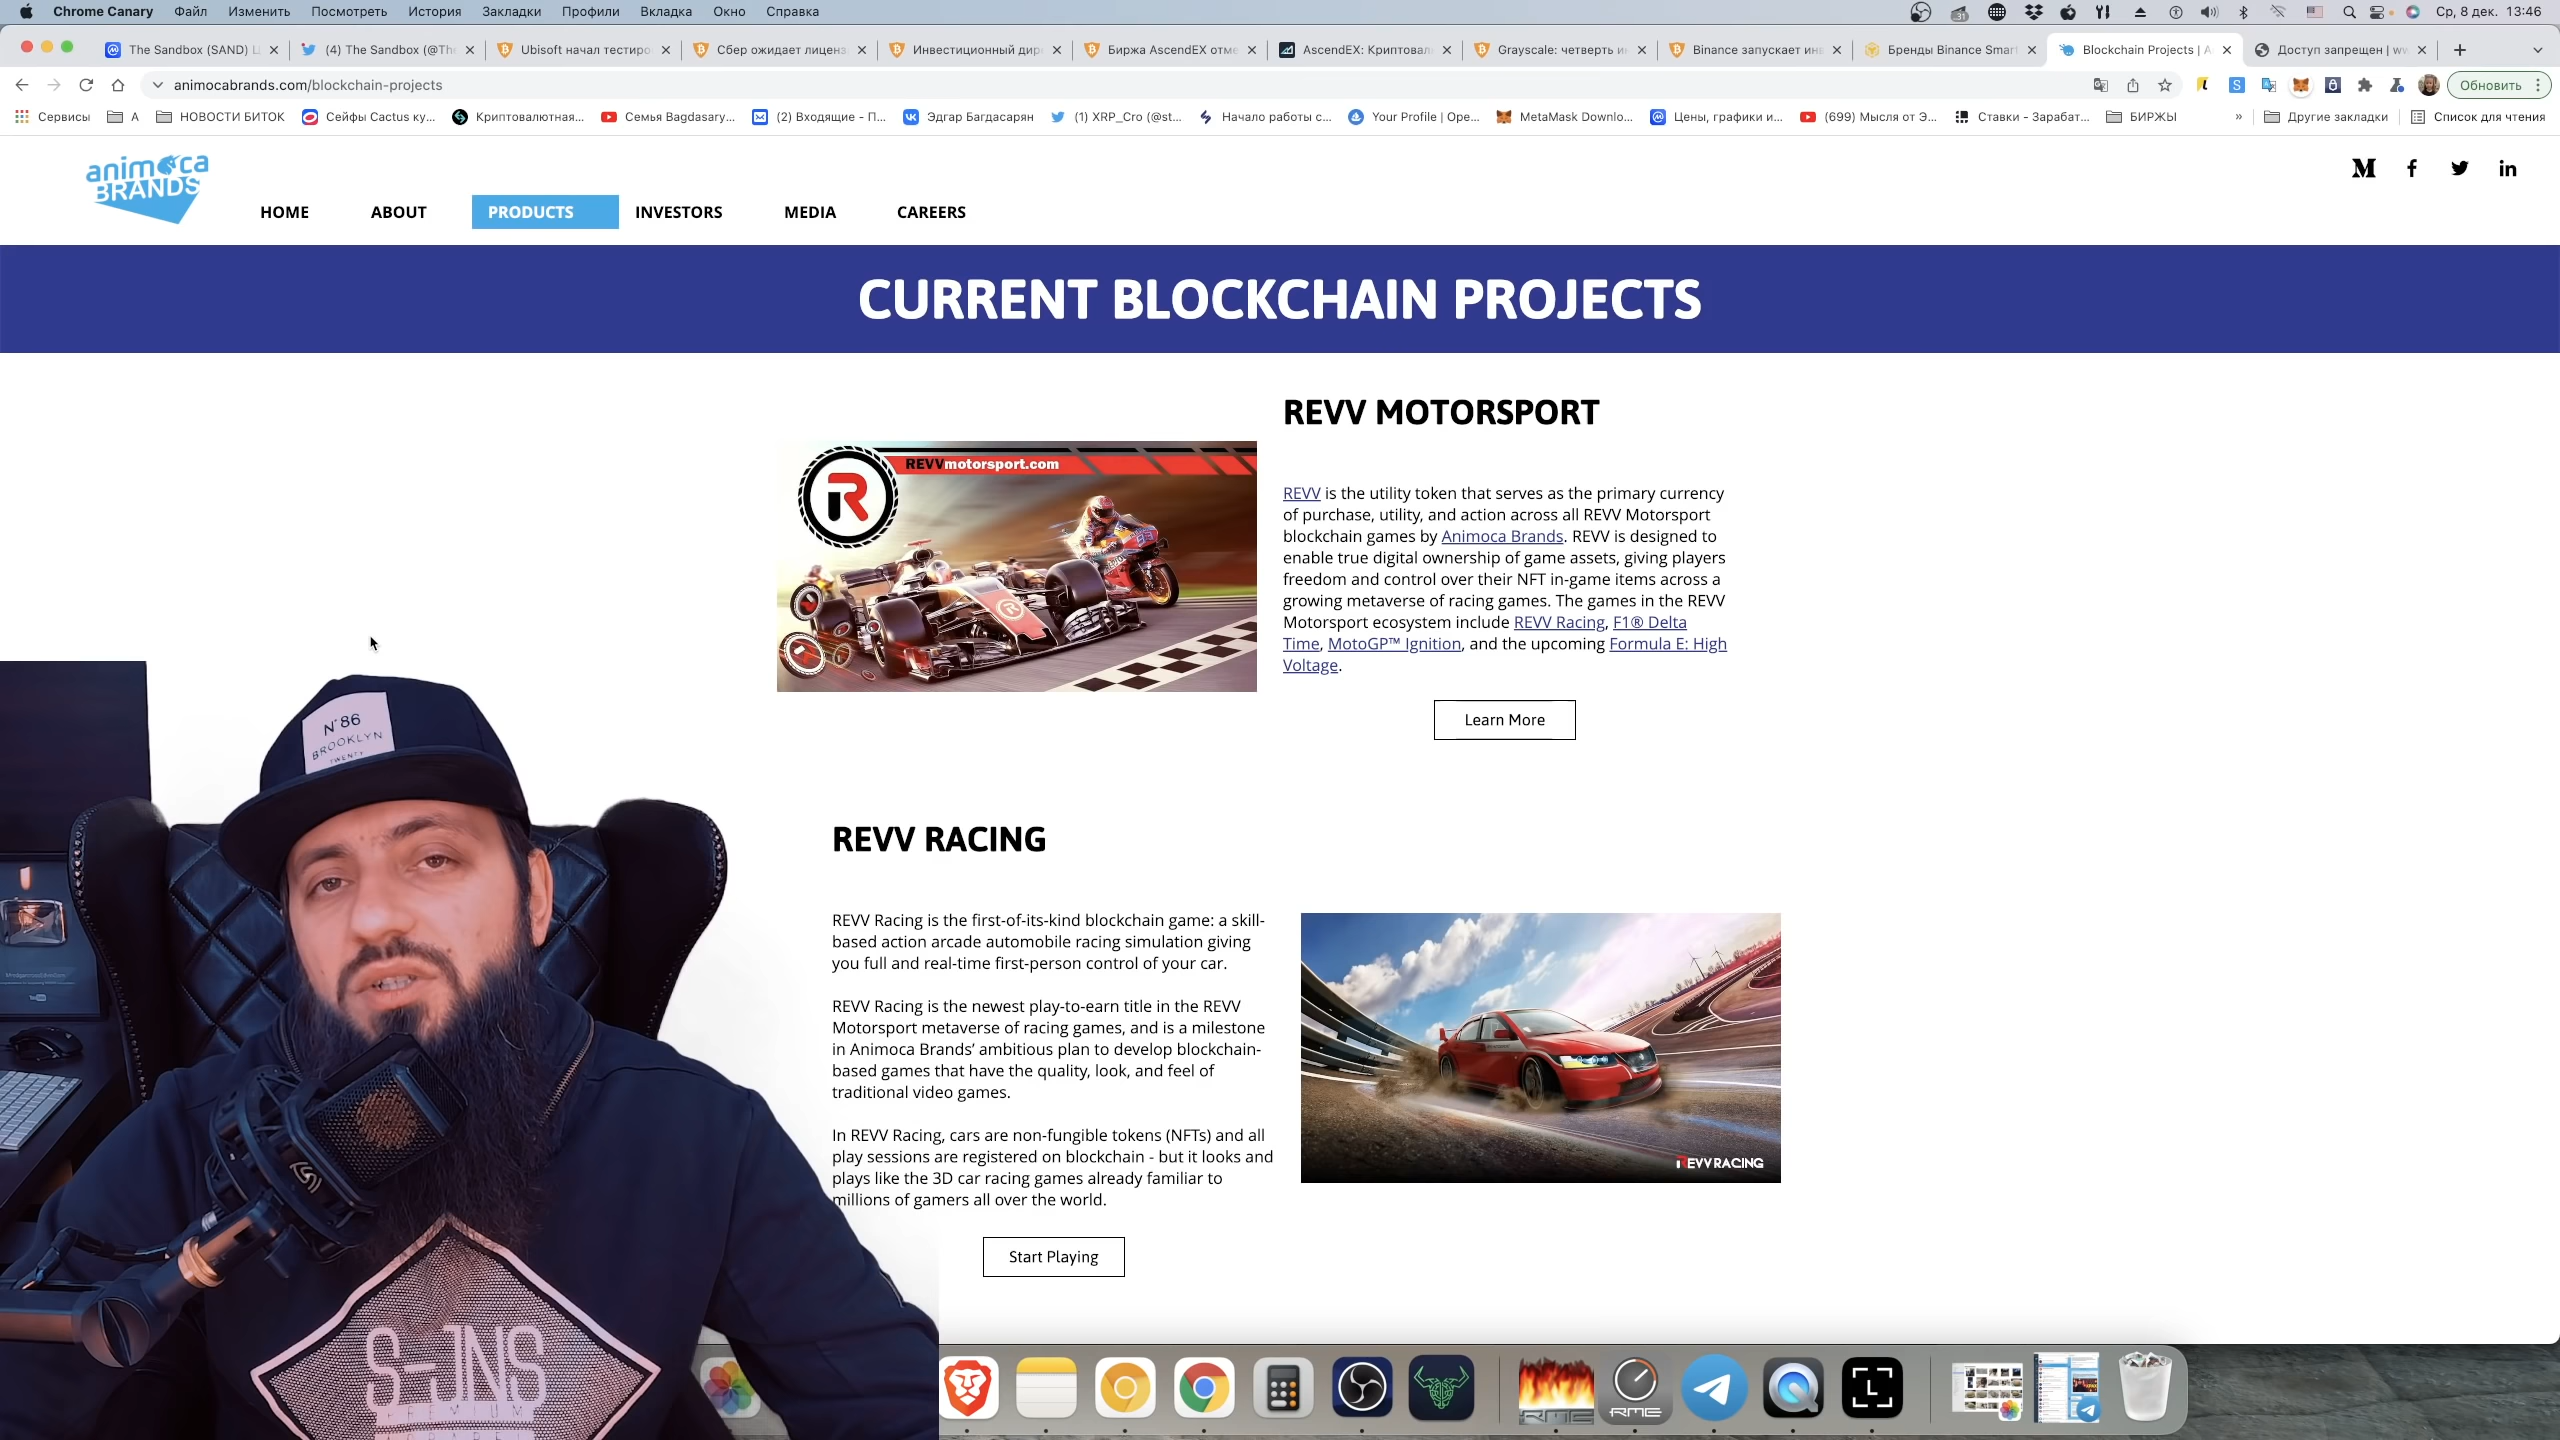 Chrome Canary Файл Изменить Посмотреть История Закладки Профили Вкладка Окно Справка
31
Ср, 8 дек. 13:46
The Sandbox (SAND) Ц
(4) The Sandbox (@The
Ubisoft начал тестиро
Сбер ожидает лиценз
Инвестиционный дир
Биржа AscendEX отме
AscendEX: Криптовал
Grayscale: четверть и
Binance запускает ин
Бренды Binance Smar
Blockchain Projects | A
Доступ запрещен | ww
animocabrands.com/blockchain-projects
Обновить
Сервисы
А
НОВОСТИ БИТОК
Сейфы Cactus ку...
Криптовалютная...
Семья Bagdasary...
(2) Входящие - П...
Эдгар Багдасарян
(1) XRP_Cro (@st...
Начало работы с...
Your Profile | Ope...
MetaMask Downlo...
Цены, графики и...
(699) Мысля от Э...
Ставки - Заработ...
БИРЖЫ
»
Другие закладки
Список для чтения
animoca
BRANDS
HOME ABOUT PRODUCTS INVESTORS MEDIA CAREERS
CURRENT BLOCKCHAIN PROJECTS
REVV MOTORSPORT
REVVmotorsport.com
REVV is the utility token that serves as the primary currency
of purchase, utility, and action across all REVV Motorsport
blockchain games by Animoca Brands. REVV is designed to
enable true digital ownership of game assets, giving players
freedom and control over their NFT in-game items across a
growing metaverse of racing games. The games in the REVV
Motorsport ecosystem include REVV Racing, F1® Delta
Time, MotoGP™ Ignition, and the upcoming Formula E: High
Voltage.
Learn More
REVV RACING
REVV Racing is the first-of-its-kind blockchain game: a skill-
based action arcade automobile racing simulation giving
you full and real-time first-person control of your car.
REVV Racing is the newest play-to-earn title in the REVV
Motorsport metaverse of racing games, and is a milestone
in Animoca Brands’ ambitious plan to develop blockchain-
based games that have the quality, look, and feel of
traditional video games.
In REVV Racing, cars are non-fungible tokens (NFTs) and all
play sessions are registered on blockchain - but it looks and
plays like the 3D car racing games already familiar to
millions of gamers all over the world.
REVVRACING
Start Playing
N°86
BROOKLYN
TWENTY
S-JNS
PREMIUM
RME
RME